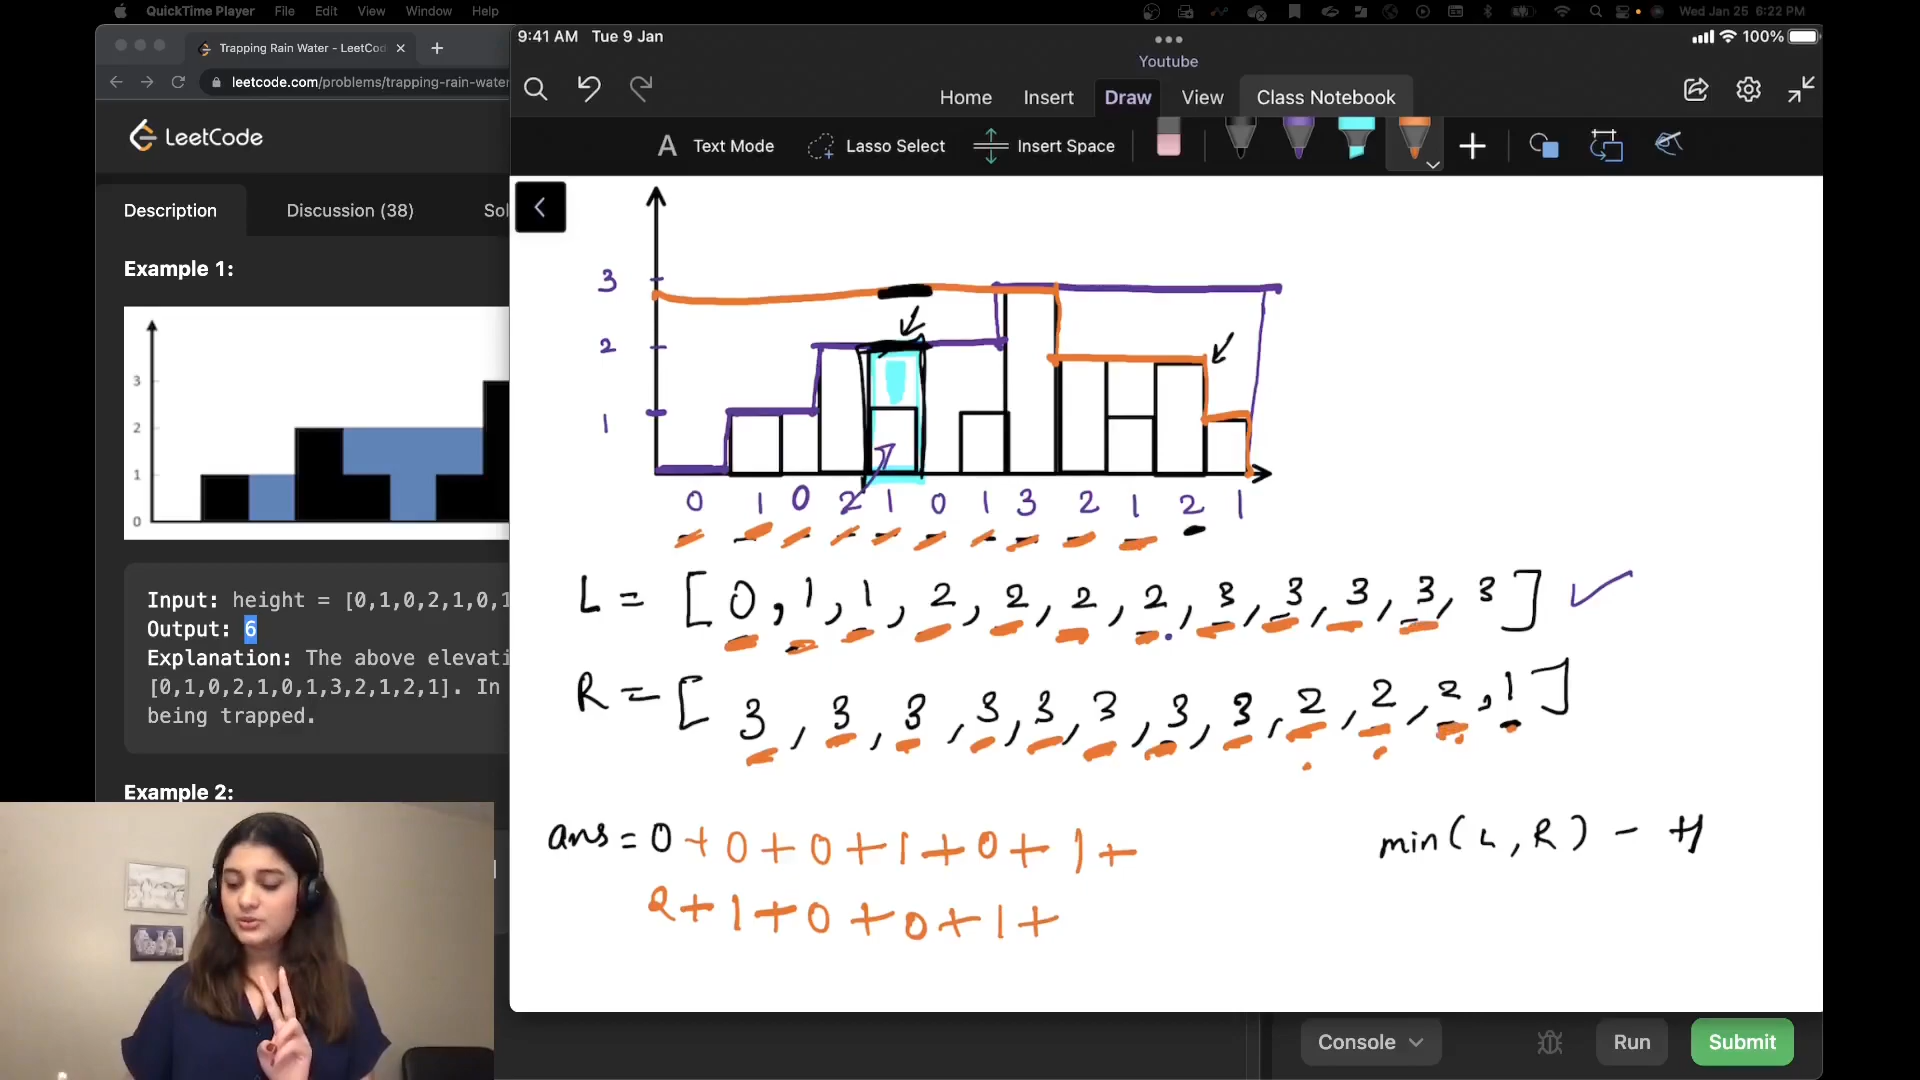 QuickTime Player File Edit View Window Help Wed Jan 25 6:22 PM
Trapping Rain Water - LeetCod
leetcode.com/problems/trapping-rain-water
LeetCode
Description Discussion (38) Sol
Example 1:
3
2
1
0
Input: height = [0,1,0,2,1,0,1
Output: 6
Explanation: The above elevati
[0,1,0,2,1,0,1,3,2,1,2,1]. In
being trapped.
Example 2:
9:41 AM Tue 9 Jan 100%
Youtube
Home Insert Draw View Class Notebook
A Text Mode Lasso Select Insert Space
3
2
1
0 1 0 2 1 0 1 3 2 1 2 1
L = [0, 1, 1, 2, 2, 2, 2, 3, 3, 3, 3, 3]
R = [3, 3, 3, 3, 3, 3, 3, 3, 2, 2, 2, 1]
ans = 0 + 0 + 0 + 1 + 0 + 1 +
2 + 1 + 0 + 0 + 1 +
min(L, R) - H
Console Run Submit